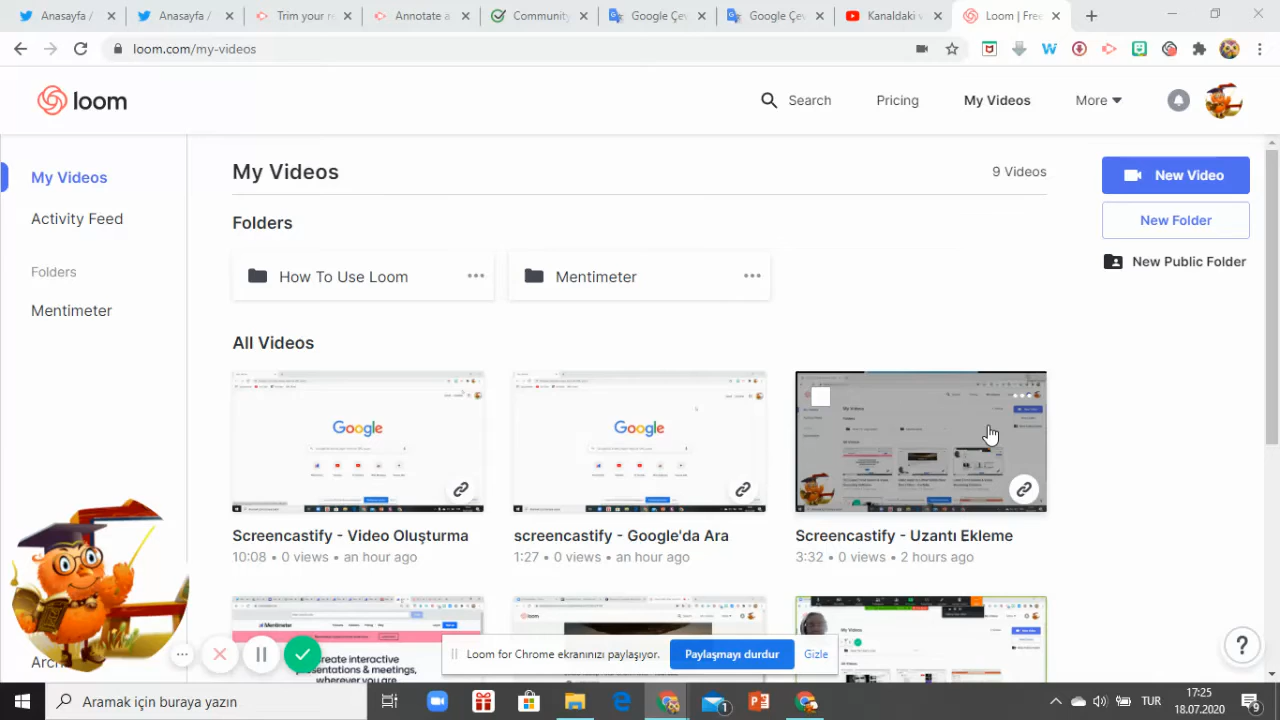 Anasayfa /
Anasayfa /
Trim your re
Annotate a
Community
Google Çev
Google Çev
Kanaldaki v
Loom | Free
loom.com/my-videos
loom
Search
Pricing
My Videos
More
My Videos
Activity Feed
Folders
Mentimeter
My Videos
9 Videos
Folders
How To Use Loom
Mentimeter
New Video
New Folder
New Public Folder
All Videos
Google
Google
Screencastify - Video Oluşturma
10:08 • 0 views • an hour ago
screencastify - Google'da Ara
1:27 • 0 views • an hour ago
Screencastify - Uzantı Ekleme
3:32 • 0 views • 2 hours ago
Mentimeter
Create interactive
presentations & meetings,
wherever you are
loom
Arch
Loom for Chrome ekranınızı paylaşıyor.
Paylaşmayı durdur
Gizle
?
Aramak için buraya yazın
1
TUR
17:25
18.07.2020
9